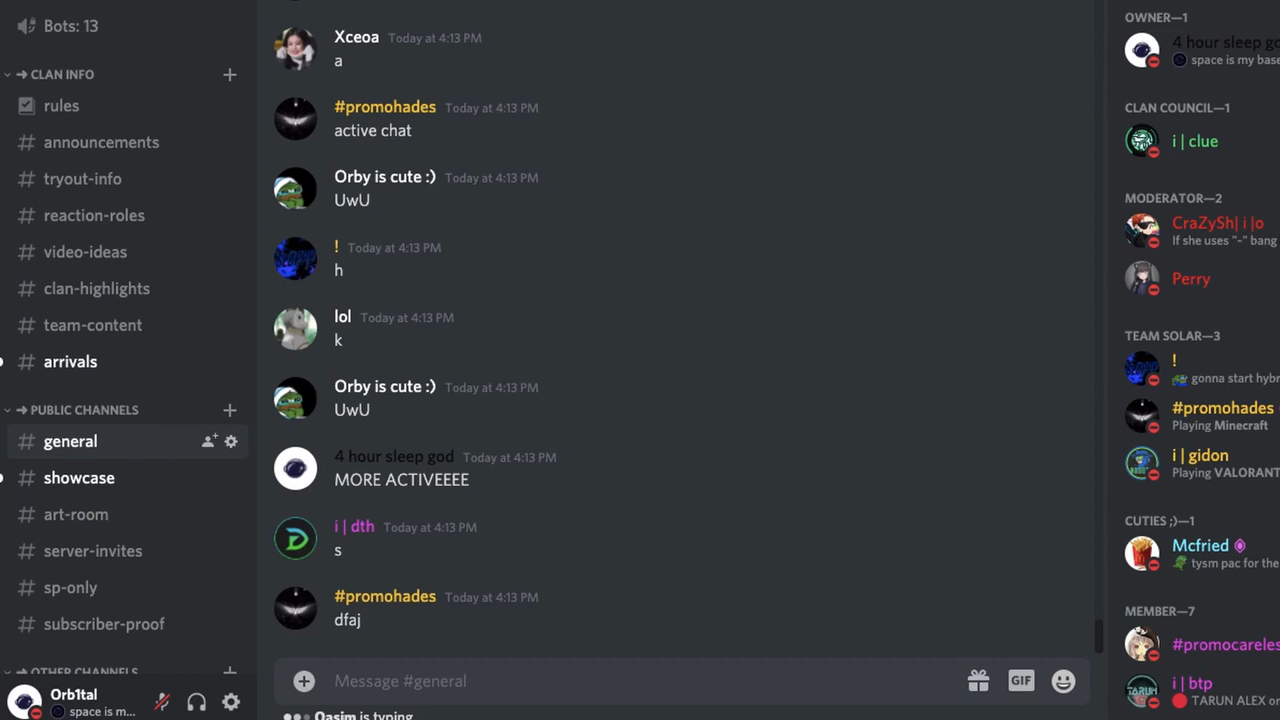 Bots: 13
CLAN INFO
rules
announcements
tryout-info
reaction-roles
video-ideas
clan-highlights
team-content
arrivals
PUBLIC CHANNELS
general
showcase
art-room
server-invites
sp-only
subscriber-proof
OTHER CHANNELS
Orb1tal
space is m...
Xceoa Today at 4:13 PM
a
#promohades Today at 4:13 PM
active chat
Orby is cute :) Today at 4:13 PM
UwU
! Today at 4:13 PM
h
lol Today at 4:13 PM
k
Orby is cute :) Today at 4:13 PM
UwU
4 hour sleep god Today at 4:13 PM
MORE ACTIVEEEE
i | dth Today at 4:13 PM
s
#promohades Today at 4:13 PM
dfaj
Message #general
GIF
Qasim is typing
OWNER—1
4 hour sleep go
space is my base
CLAN COUNCIL—1
i | clue
MODERATOR—2
CraZySh| i |o
If she uses "-" bang
Perry
TEAM SOLAR—3
!
gonna start hybr
#promohades
Playing Minecraft
i | gidon
Playing VALORANT
CUTIES ;)—1
Mcfried
tysm pac for the
MEMBER—7
#promocareles
i | btp
TARUN ALEX or